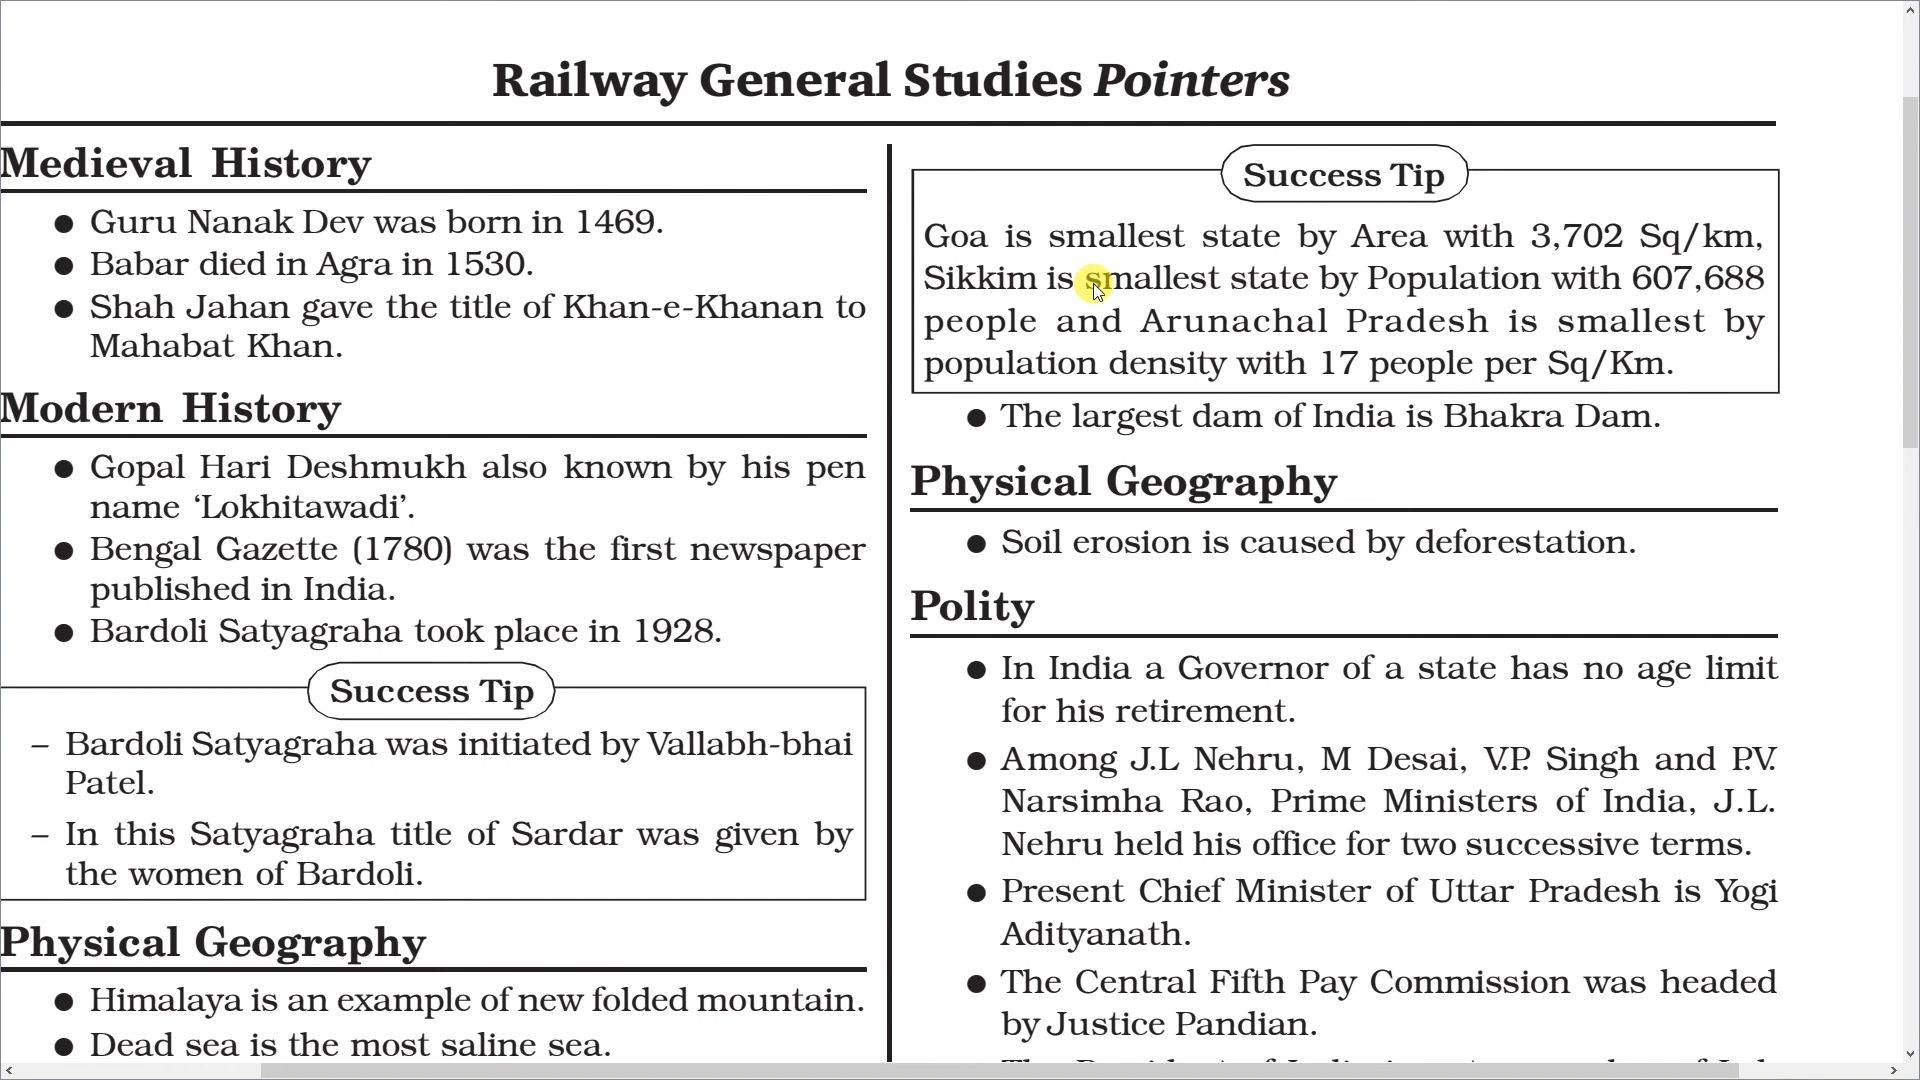 Railway General Studies Pointers
Medieval History
● Guru Nanak Dev was born in 1469.
● Babar died in Agra in 1530.
● Shah Jahan gave the title of Khan-e-Khanan to
Mahabat Khan.
Modern History
● Gopal Hari Deshmukh also known by his pen
name ‘Lokhitawadi’.
● Bengal Gazette (1780) was the first newspaper
published in India.
● Bardoli Satyagraha took place in 1928.
Success Tip
– Bardoli Satyagraha was initiated by Vallabh-bhai
Patel.
– In this Satyagraha title of Sardar was given by
the women of Bardoli.
Physical Geography
● Himalaya is an example of new folded mountain.
● Dead sea is the most saline sea.
Success Tip
Goa is smallest state by Area with 3,702 Sq/km,
Sikkim is smallest state by Population with 607,688
people and Arunachal Pradesh is smallest by
population density with 17 people per Sq/Km.
● The largest dam of India is Bhakra Dam.
Physical Geography
● Soil erosion is caused by deforestation.
Polity
● In India a Governor of a state has no age limit
for his retirement.
● Among J.L Nehru, M Desai, V.P. Singh and P.V.
Narsimha Rao, Prime Ministers of India, J.L.
Nehru held his office for two successive terms.
● Present Chief Minister of Uttar Pradesh is Yogi
Adityanath.
● The Central Fifth Pay Commission was headed
by Justice Pandian.